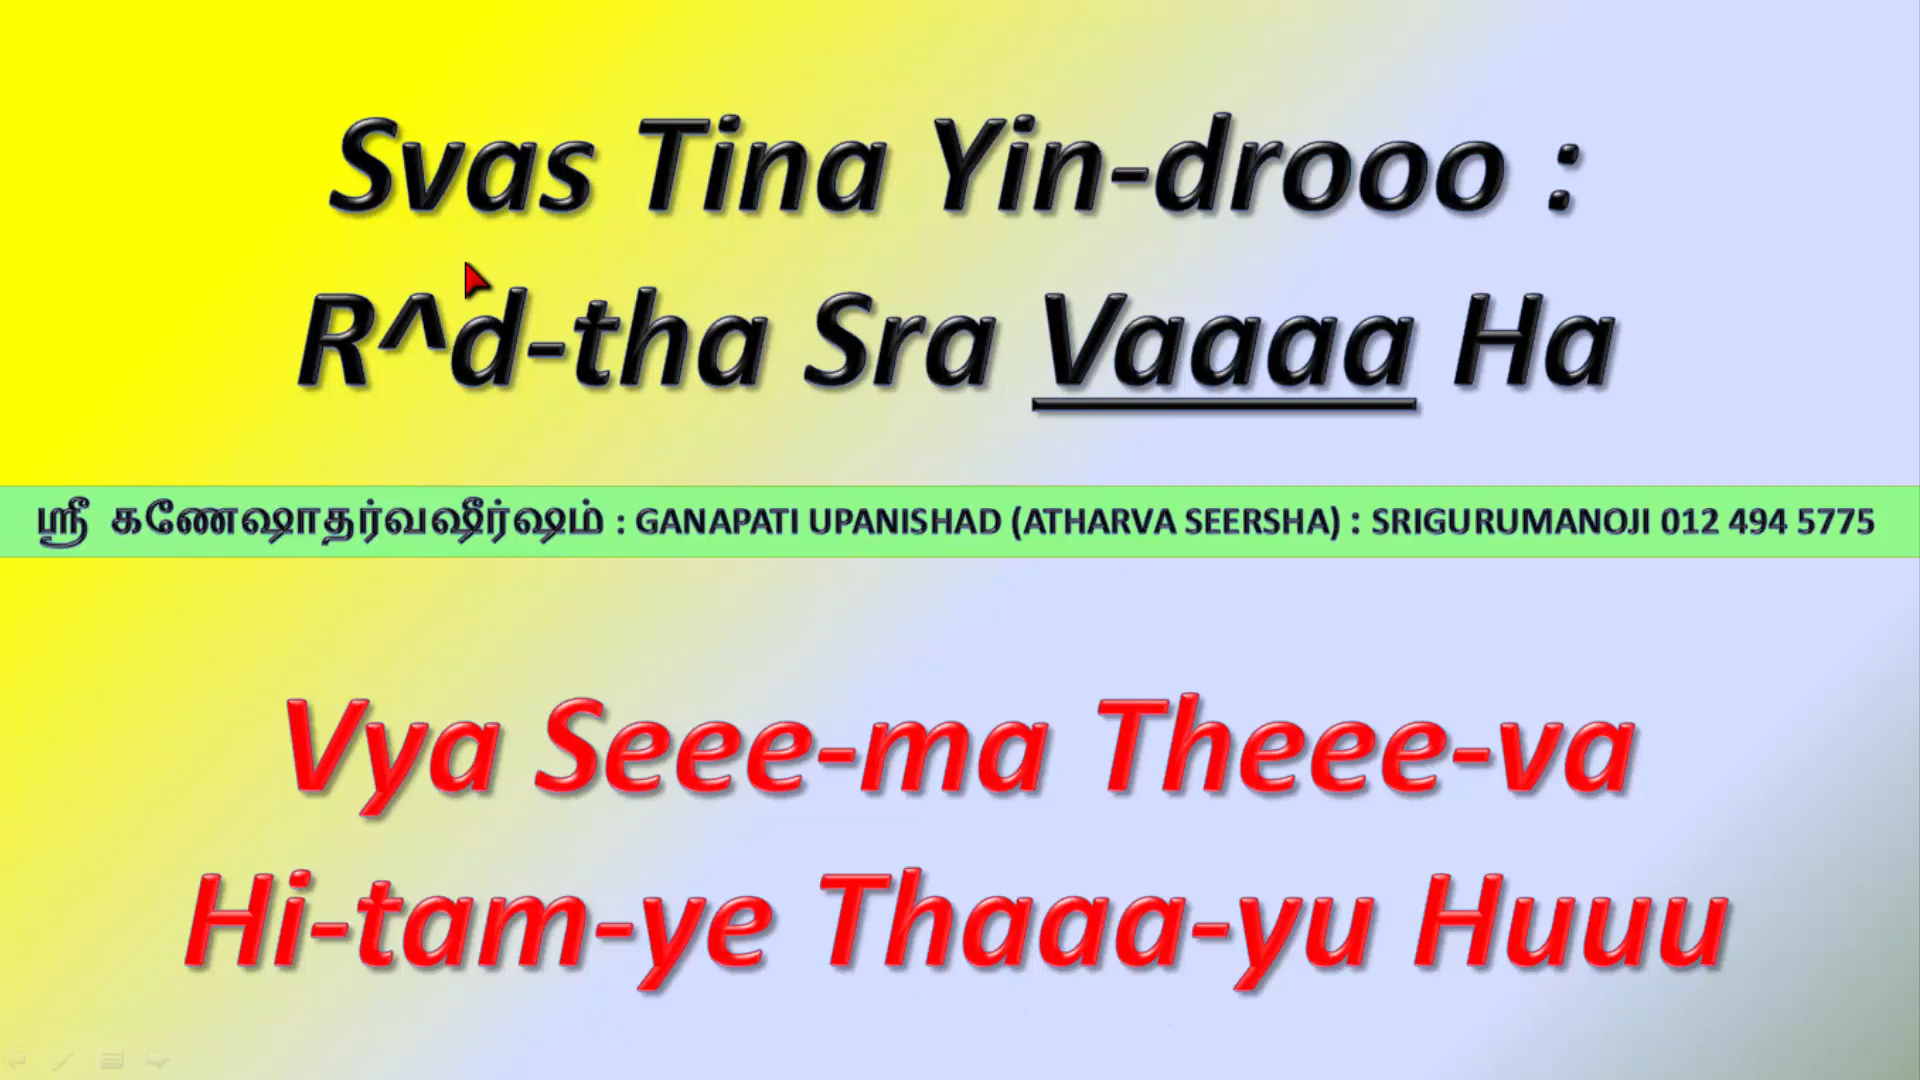 Svas Tina Yin-drooo :
R^d-tha Sra Vaaaa Ha
ஸ்ரீ கணேஷாதர்வஷீர்ஷம் : GANAPATI UPANISHAD (ATHARVA SEERSHA) : SRIGURUMANOJI 012 494 5775
Vya Seee-ma Theee-va
Hi-tam-ye Thaaa-yu Huuu